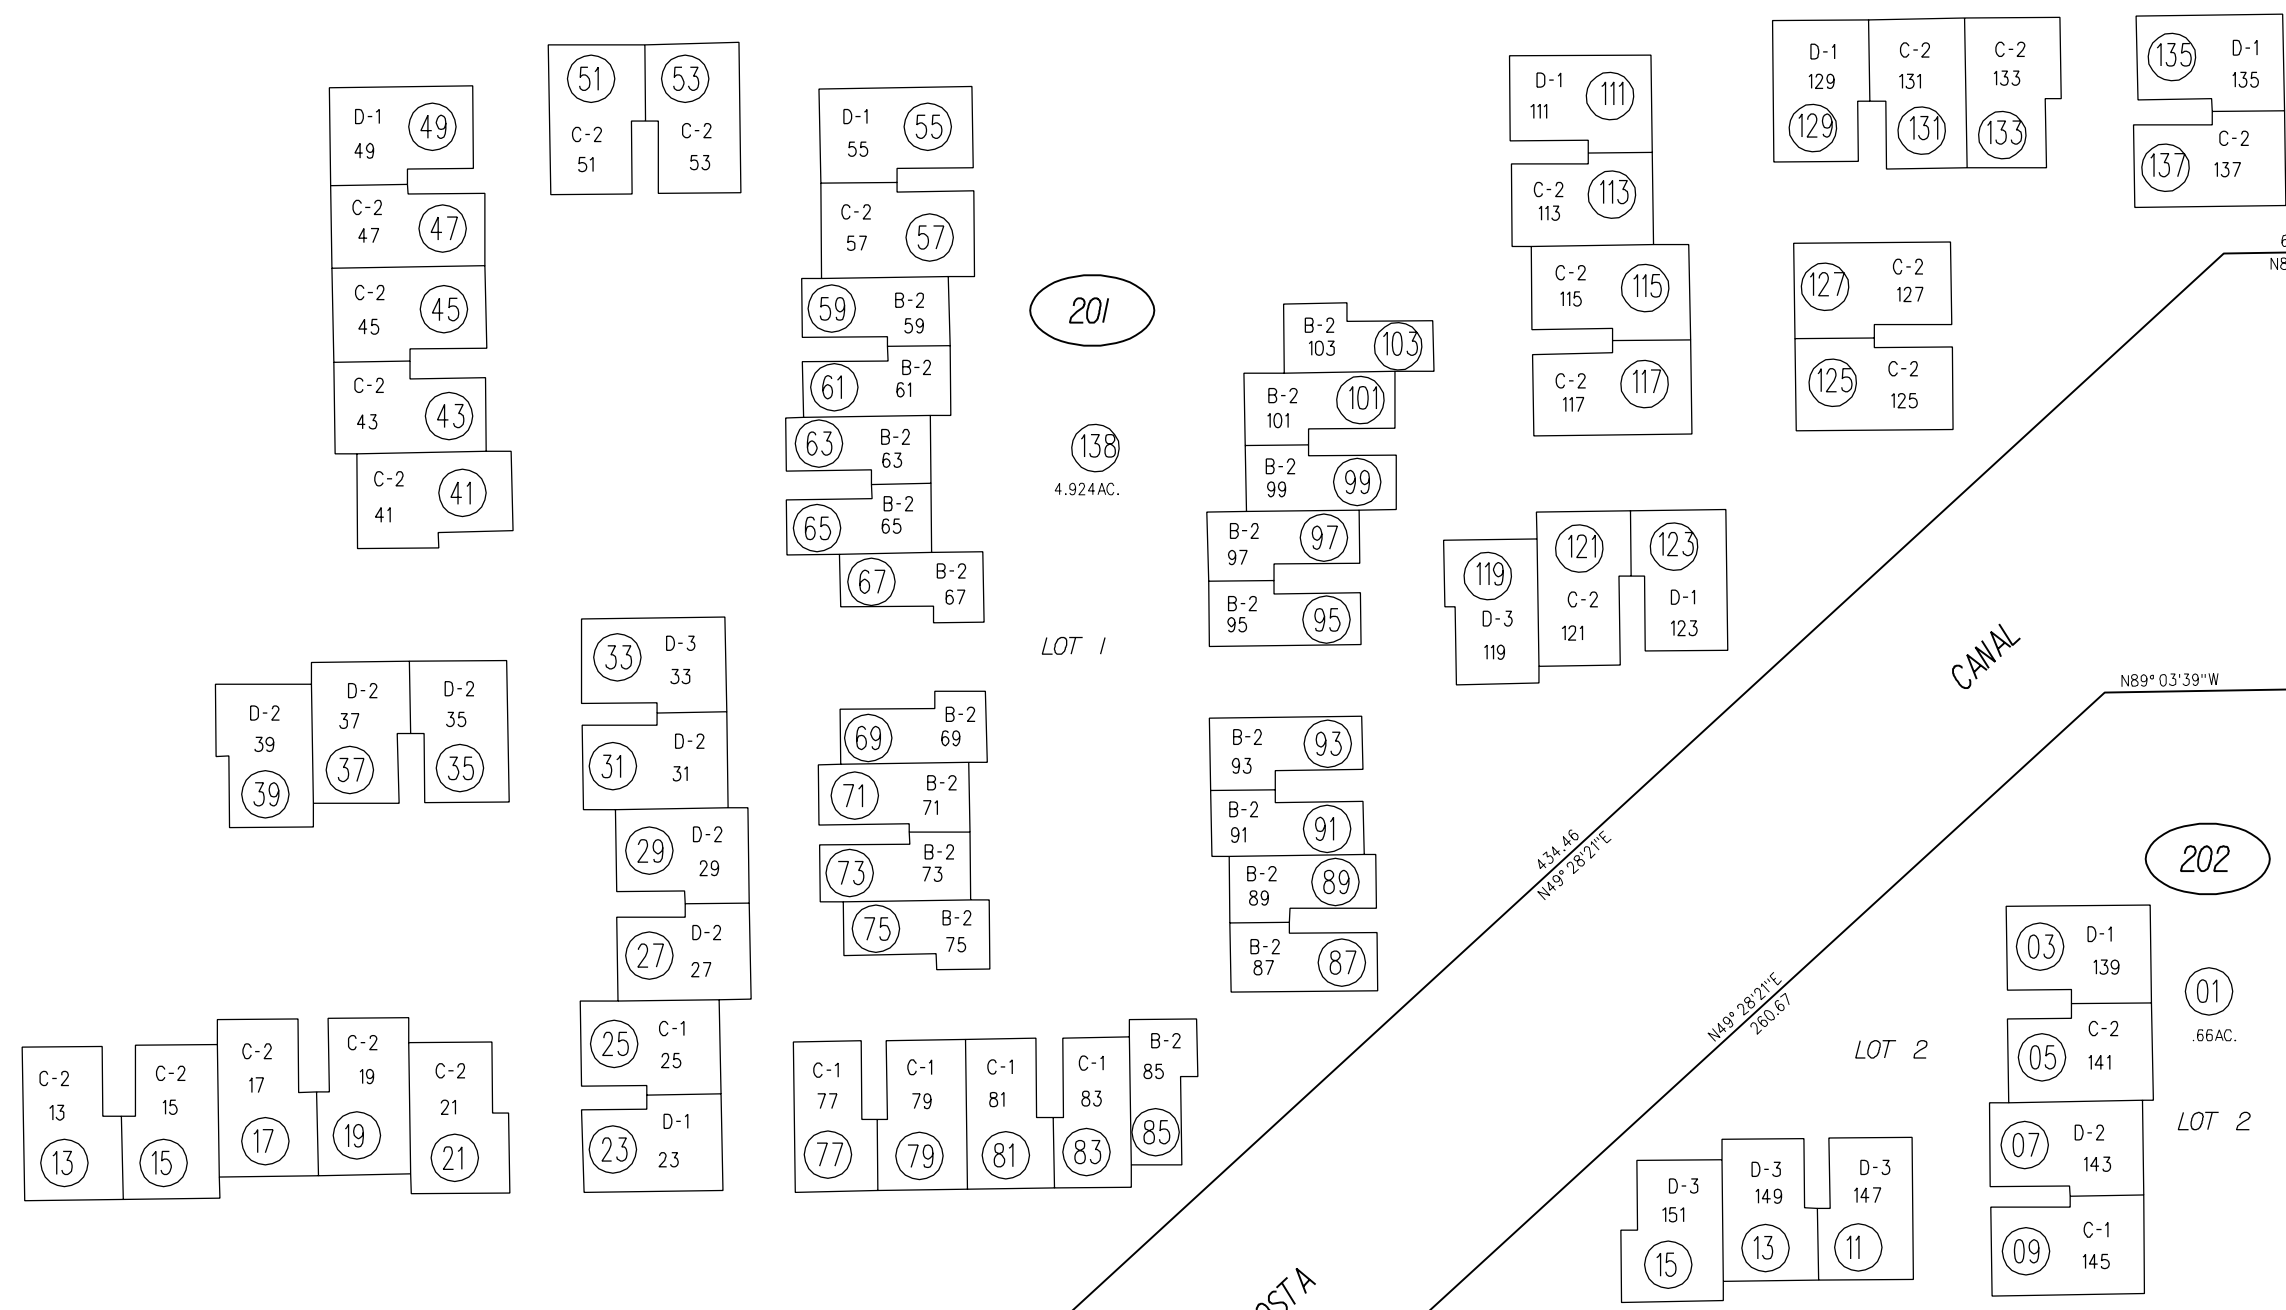 D-1
49
49
C-2
47
47
C-2
45
45
C-2
43
43
C-2
41
41
51
C-2
51
53
C-2
53
D-1
55
55
C-2
57
57
59
B-2
59
61
B-2
61
63
B-2
63
65
B-2
65
67
B-2
67
201
138
4.924AC.
LOT 1
B-2
103
103
B-2
101
101
B-2
99
99
B-2
97
97
B-2
95
95
D-1
111
111
C-2
113
113
C-2
115
115
C-2
117
117
D-1
129
129
C-2
131
131
C-2
133
133
135
D-1
135
137
C-2
137
127
C-2
127
125
C-2
125
119
D-3
119
121
C-2
121
123
D-1
123
CANAL
N89° 03'39"W
D-2
39
39
D-2
37
37
D-2
35
35
33
D-3
33
31
D-2
31
29
D-2
29
27
D-2
27
25
C-1
25
23
D-1
23
69
B-2
69
71
B-2
71
73
B-2
73
75
B-2
75
B-2
93
93
B-2
91
91
B-2
89
89
B-2
87
87
434.46
N49° 28'21"E
N49° 28'21"E
260.67
202
C-2
13
13
C-2
15
15
C-2
17
17
C-2
19
19
C-2
21
21
C-1
77
77
C-1
79
79
C-1
81
81
C-1
83
83
B-2
85
85
LOT 2
03
D-1
139
05
C-2
141
07
D-2
143
09
C-1
145
01
.66AC.
LOT 2
D-3
151
15
D-3
149
13
D-3
147
11